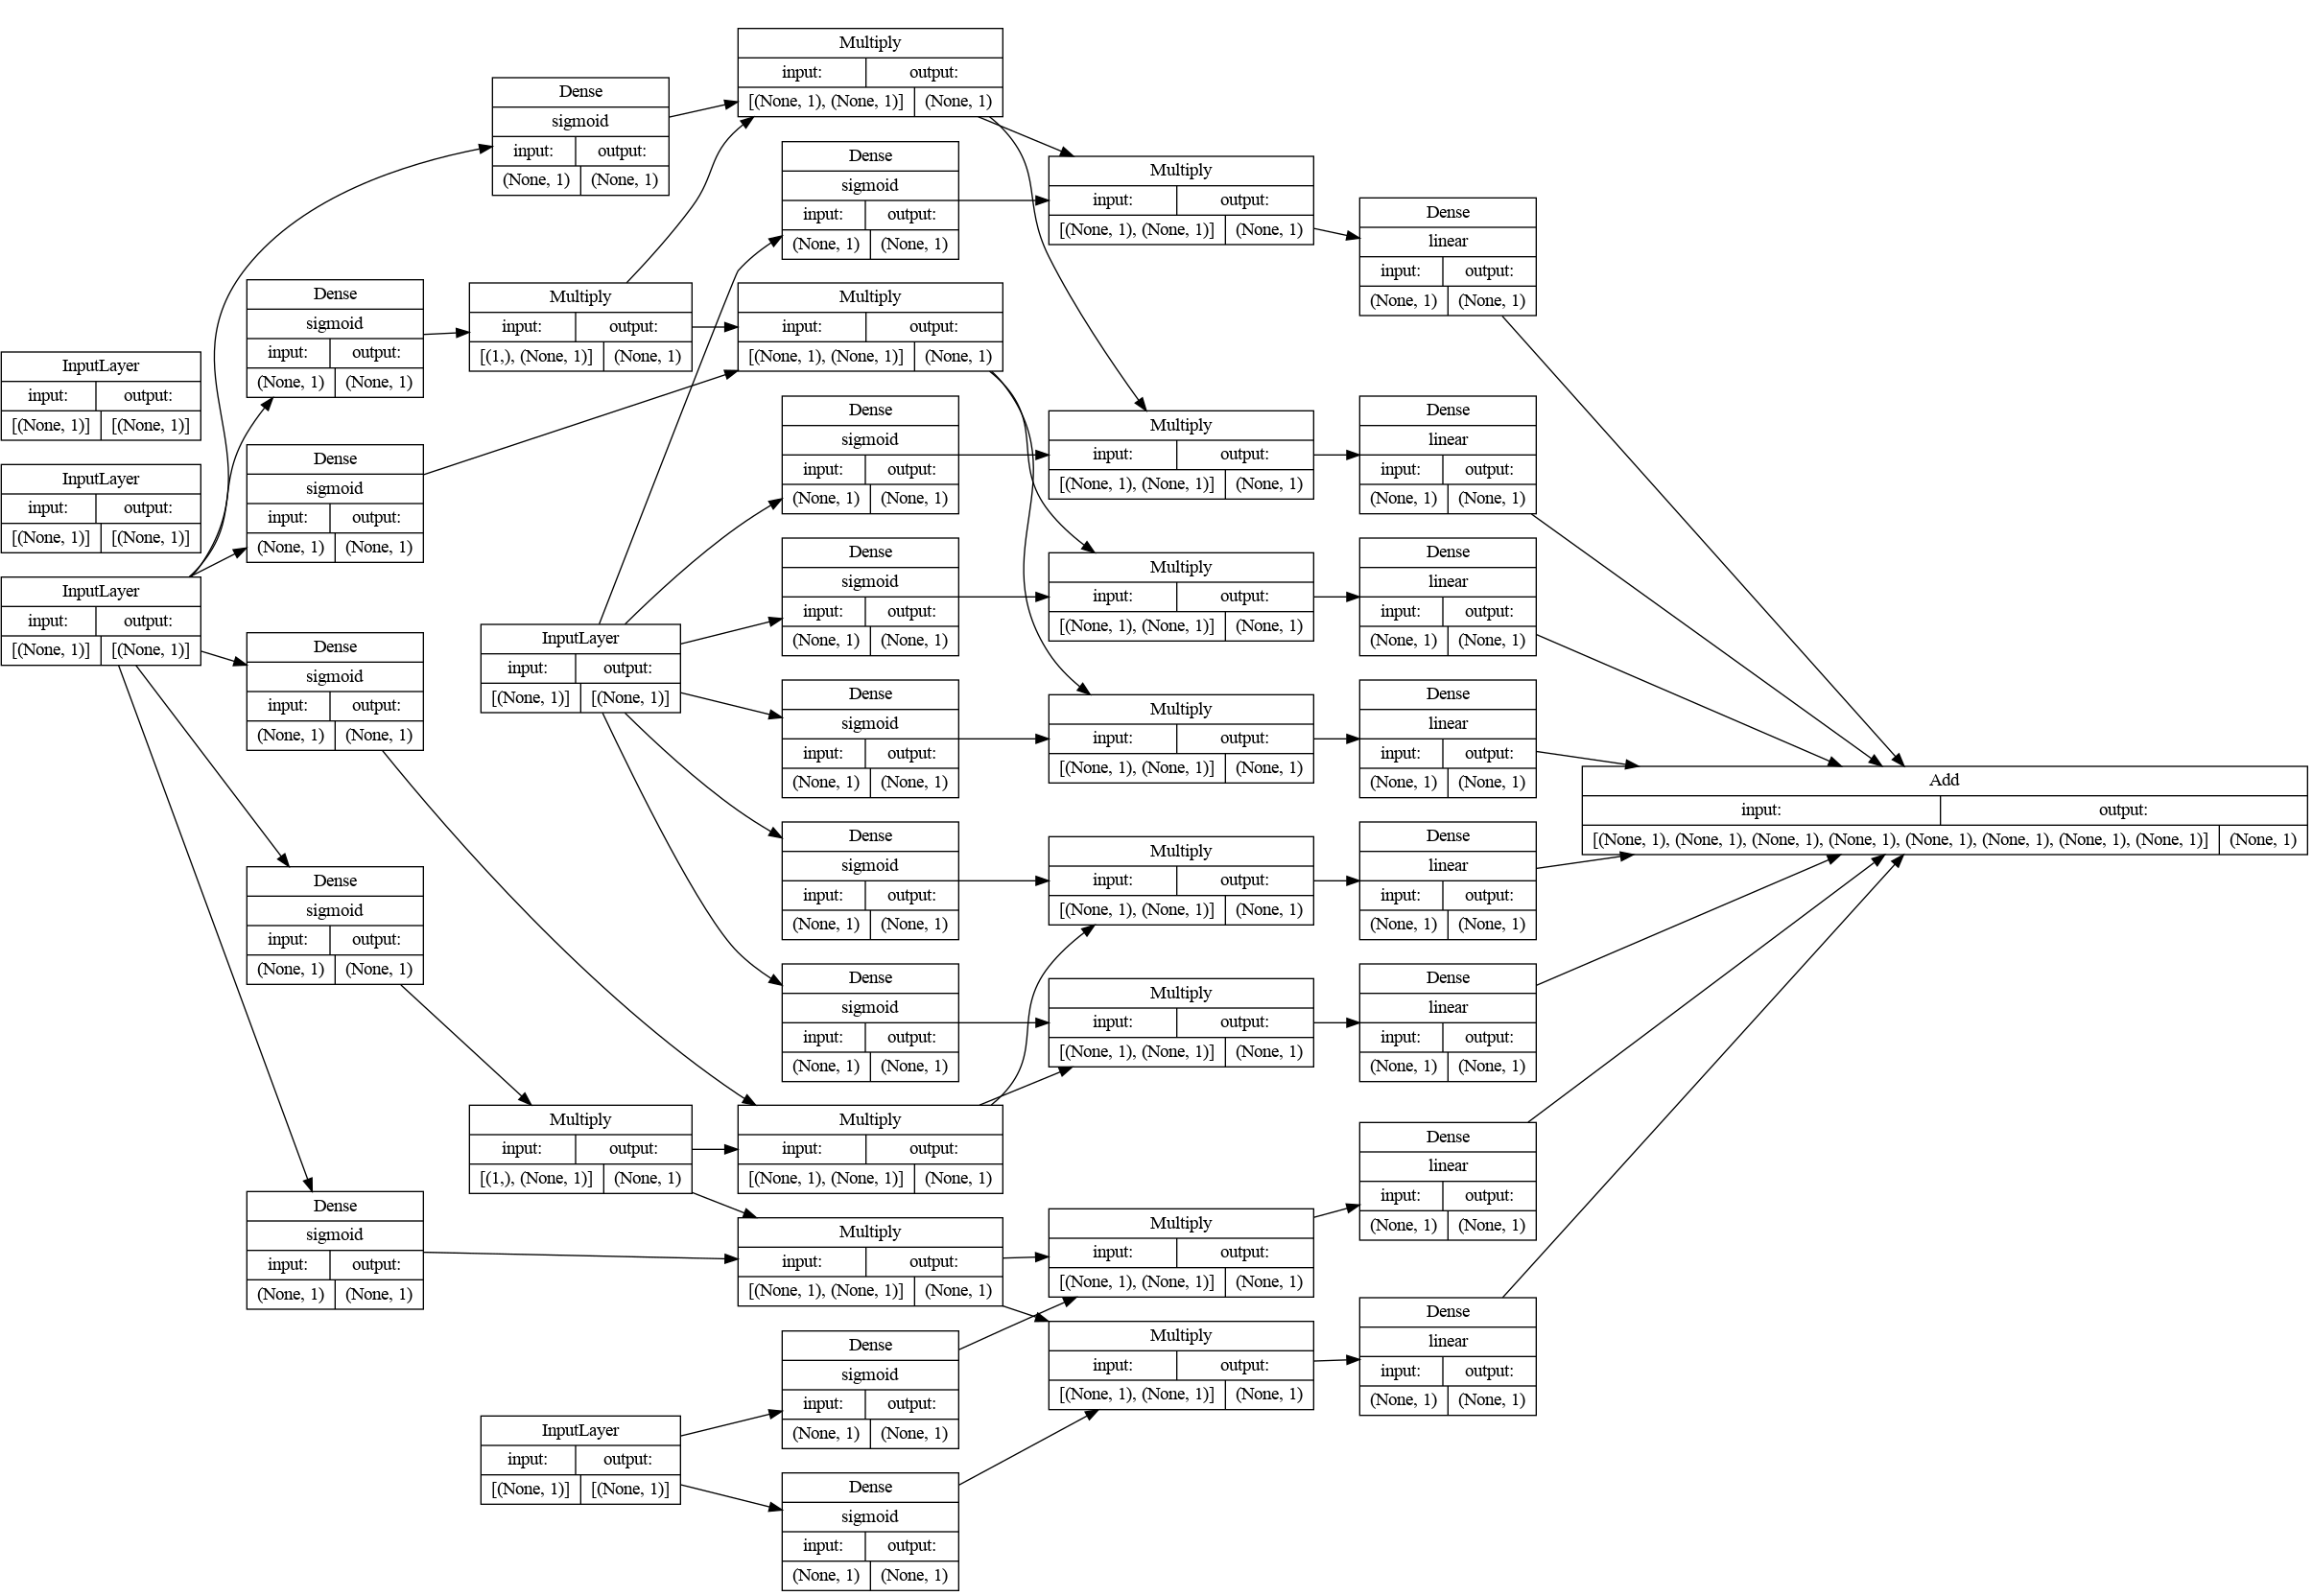 InputLayer
input: output:
[(None, 1)] [(None, 1)]
InputLayer
input: output:
[(None, 1)] [(None, 1)]
InputLayer
input: output:
[(None, 1)] [(None, 1)]
Dense
sigmoid
input: output:
(None, 1) (None, 1)
Dense
sigmoid
input: output:
(None, 1) (None, 1)
Dense
sigmoid
input: output:
(None, 1) (None, 1)
Dense
sigmoid
input: output:
(None, 1) (None, 1)
Dense
sigmoid
input: output:
(None, 1) (None, 1)
Dense
sigmoid
input: output:
(None, 1) (None, 1)
Multiply
input: output:
[(1,), (None, 1)] (None, 1)
InputLayer
input: output:
[(None, 1)] [(None, 1)]
Multiply
input: output:
[(1,), (None, 1)] (None, 1)
InputLayer
input: output:
[(None, 1)] [(None, 1)]
Multiply
input: output:
[(None, 1), (None, 1)] (None, 1)
Dense
sigmoid
input: output:
(None, 1) (None, 1)
Multiply
input: output:
[(None, 1), (None, 1)] (None, 1)
Dense
sigmoid
input: output:
(None, 1) (None, 1)
Dense
sigmoid
input: output:
(None, 1) (None, 1)
Dense
sigmoid
input: output:
(None, 1) (None, 1)
Dense
sigmoid
input: output:
(None, 1) (None, 1)
Dense
sigmoid
input: output:
(None, 1) (None, 1)
Multiply
input: output:
[(None, 1), (None, 1)] (None, 1)
Multiply
input: output:
[(None, 1), (None, 1)] (None, 1)
Dense
sigmoid
input: output:
(None, 1) (None, 1)
Dense
sigmoid
input: output:
(None, 1) (None, 1)
Multiply
input: output:
[(None, 1), (None, 1)] (None, 1)
Multiply
input: output:
[(None, 1), (None, 1)] (None, 1)
Multiply
input: output:
[(None, 1), (None, 1)] (None, 1)
Multiply
input: output:
[(None, 1), (None, 1)] (None, 1)
Multiply
input: output:
[(None, 1), (None, 1)] (None, 1)
Multiply
input: output:
[(None, 1), (None, 1)] (None, 1)
Multiply
input: output:
[(None, 1), (None, 1)] (None, 1)
Multiply
input: output:
[(None, 1), (None, 1)] (None, 1)
Dense
linear
input: output:
(None, 1) (None, 1)
Dense
linear
input: output:
(None, 1) (None, 1)
Dense
linear
input: output:
(None, 1) (None, 1)
Dense
linear
input: output:
(None, 1) (None, 1)
Dense
linear
input: output:
(None, 1) (None, 1)
Dense
linear
input: output:
(None, 1) (None, 1)
Dense
linear
input: output:
(None, 1) (None, 1)
Dense
linear
input: output:
(None, 1) (None, 1)
Add
input: output:
[(None, 1), (None, 1), (None, 1), (None, 1), (None, 1), (None, 1), (None, 1), (None, 1)] (None, 1)